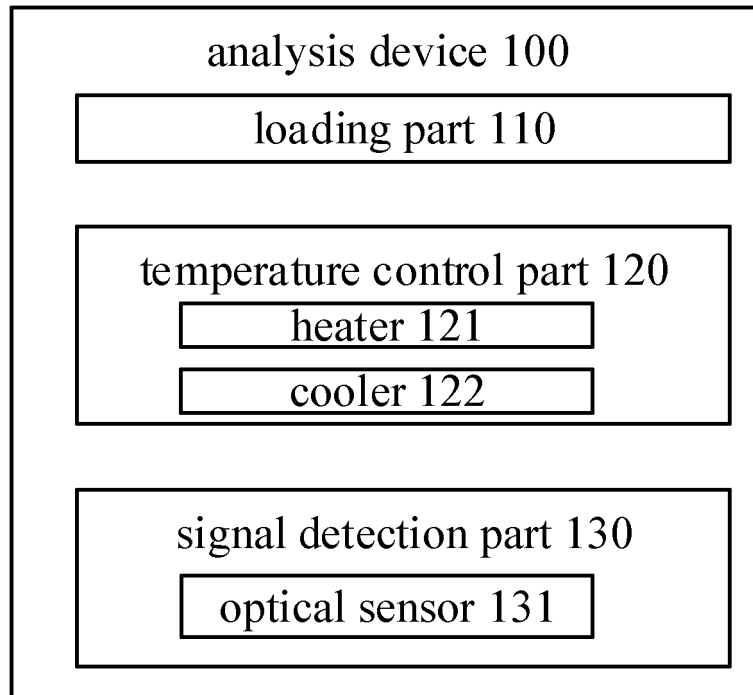 analysis device 100
loading part 110
temperature control part 120
heater 121
cooler 122
signal detection part 130
optical sensor 131